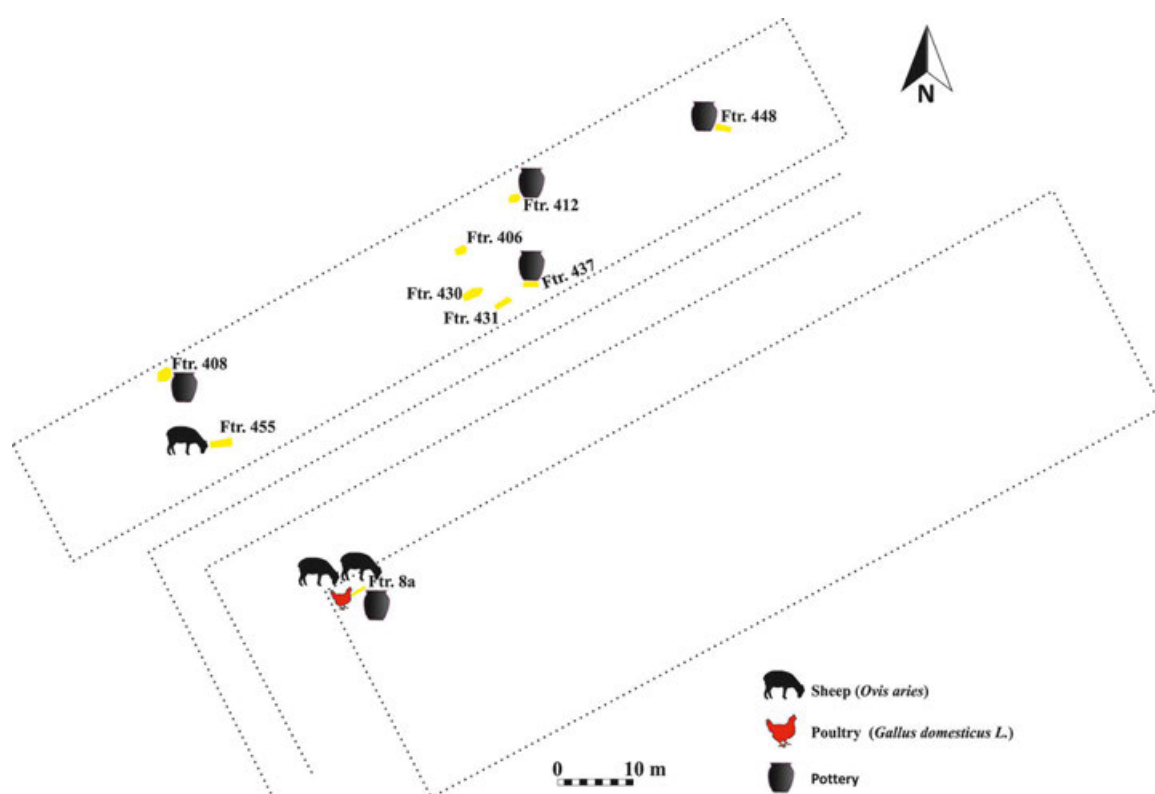 N
Ftr. 448
Ftr. 412
Ftr. 406
Ftr. 437
Ftr. 430
Ftr. 431
Ftr. 408
Ftr. 455
Ftr. 8a
Sheep (Ovis aries)
Poultry (Gallus domesticus L.)
0 10 m
Pottery